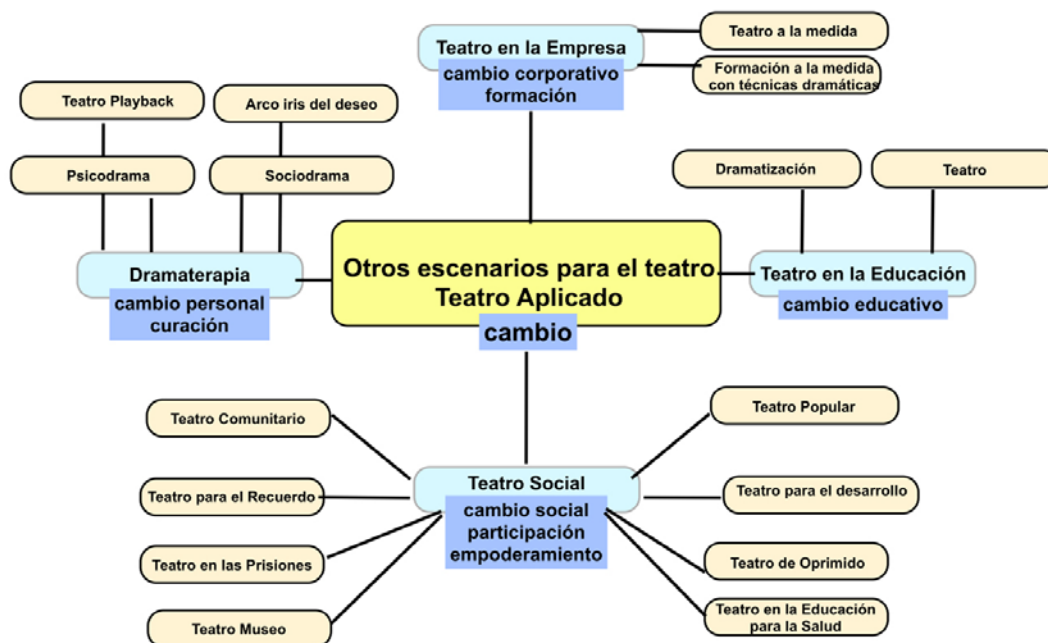 Teatro en la Empresa
cambio corporativo
formación
Teatro a la medida
Formación a la medida
con técnicas dramáticas
Teatro Playback
Arco iris del deseo
Psicodrama
Sociodrama
Dramaterapia
cambio personal
curación
Otros escenarios para el teatro
Teatro Aplicado
cambio
Dramatización
Teatro
Teatro en la Educación
cambio educativo
Teatro Social
cambio social
participación
empoderamiento
Teatro Comunitario
Teatro para el Recuerdo
Teatro en las Prisiones
Teatro Museo
Teatro Popular
Teatro para el desarrollo
Teatro de Oprimido
Teatro en la Educación
para la Salud